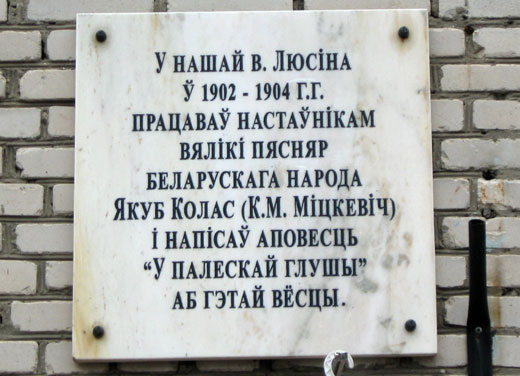 У НАШАЙ В. ЛЮСІНА
Ў 1902 - 1904 Г.Г.
ПРАЦАВАЎ НАСТАЎНІКАМ
ВЯЛІКІ ПЯСНЯР
БЕЛАРУСКАГА НАРОДА
ЯКУБ КОЛАС (К.М. МІЦКЕВІЧ)
І НАПІСАЎ АПОВЕСЦЬ
“У ПАЛЕСКАЙ ГЛУШЫ”
АБ ГЭТАЙ ВЁСЦЫ.